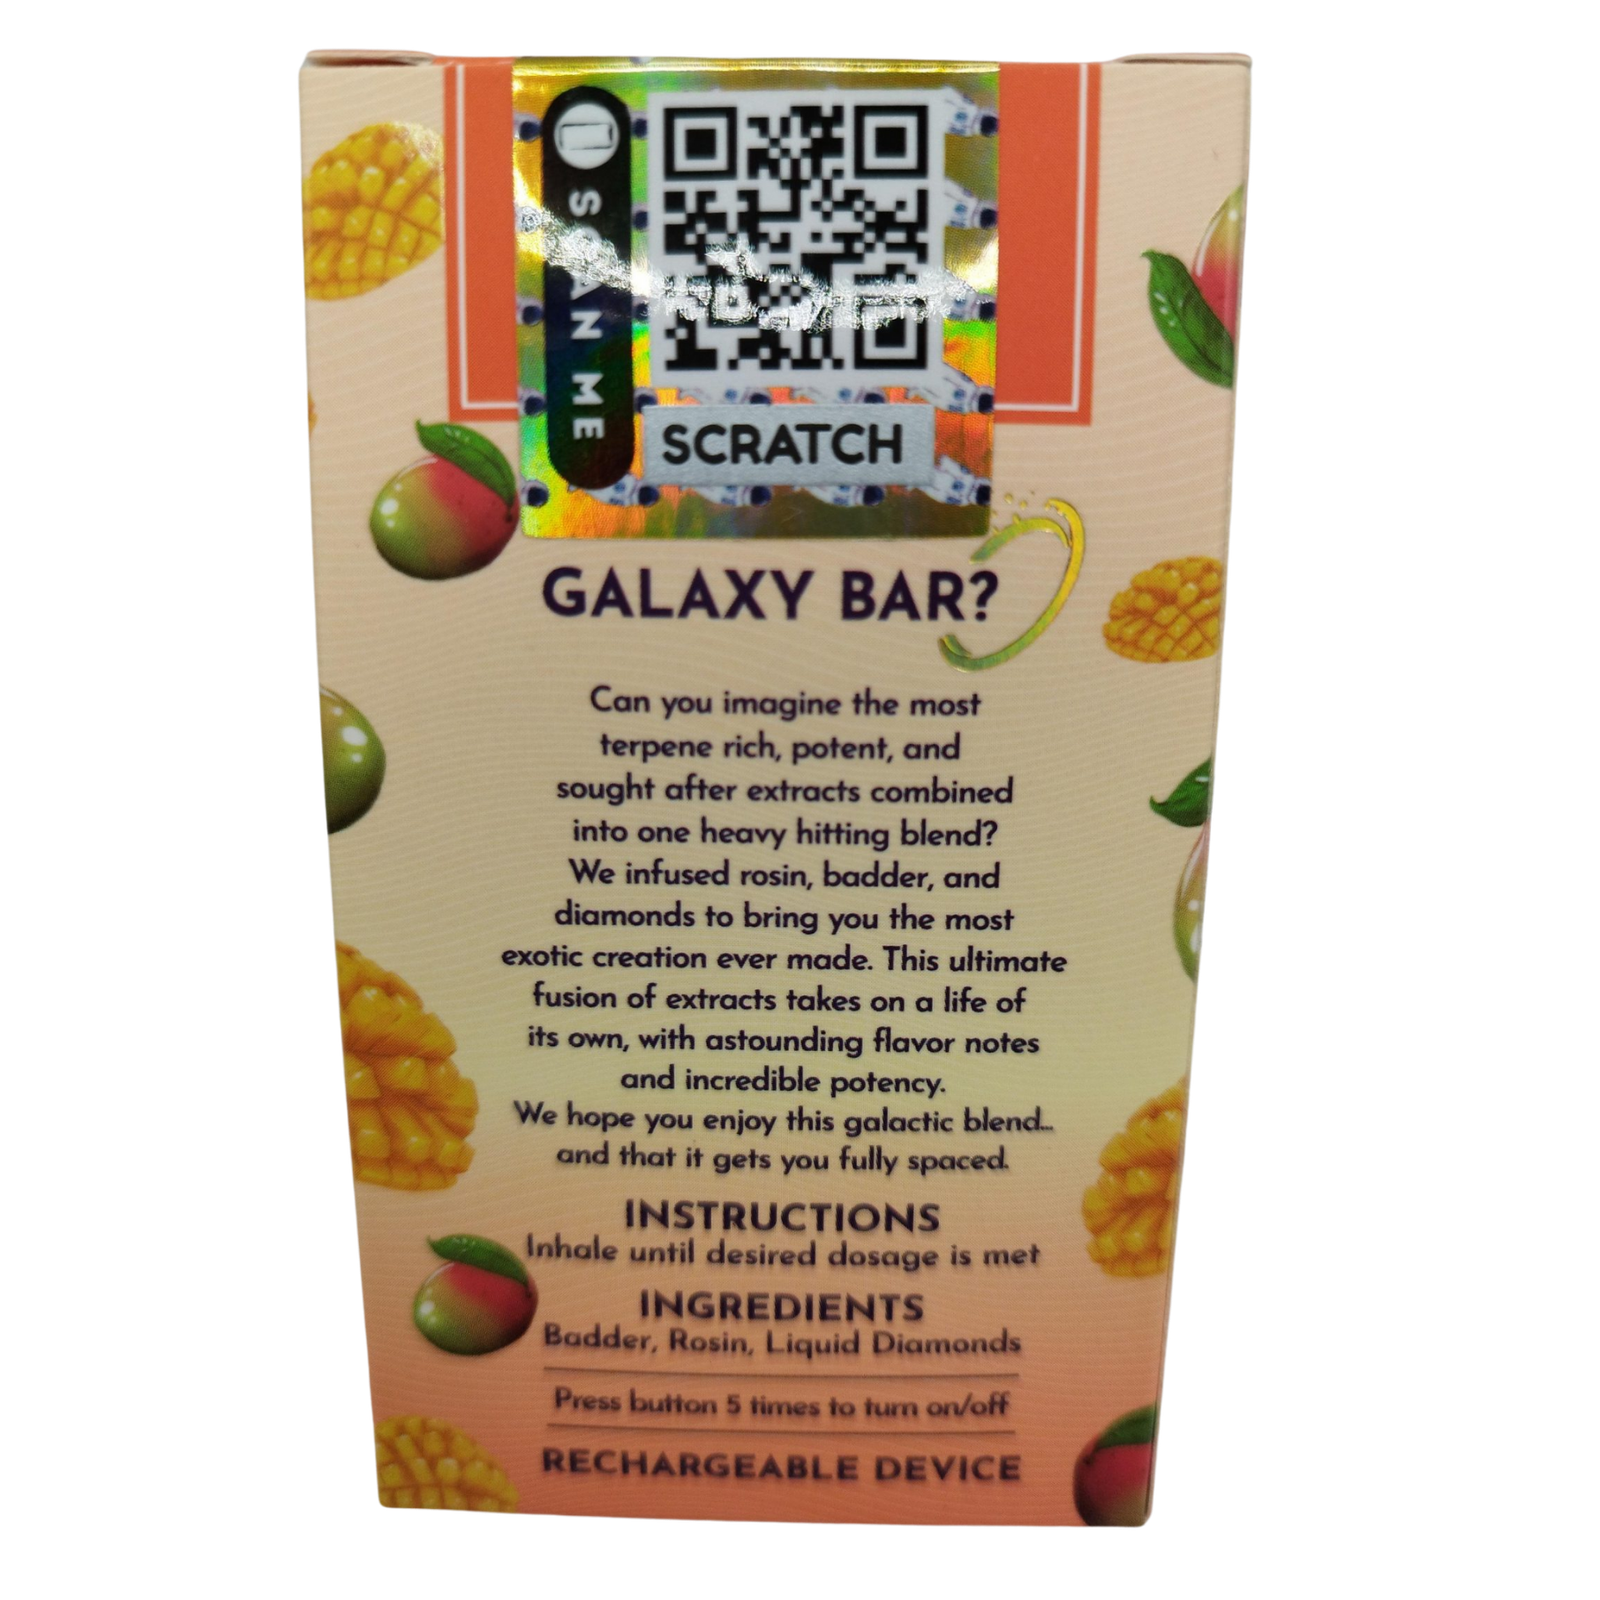 SCAN ME
SCRATCH
GALAXY BAR?
Can you imagine the most
terpene rich, potent, and
sought after extracts combined
into one heavy hitting blend?
We infused rosin, badder, and
diamonds to bring you the most
exotic creation ever made. This ultimate
fusion of extracts takes on a life of
its own, with astounding flavor notes
and incredible potency.
We hope you enjoy this galactic blend...
and that it gets you fully spaced.
INSTRUCTIONS
Inhale until desired dosage is met
INGREDIENTS
Badder, Rosin, Liquid Diamonds
Press button 5 times to turn on/off
RECHARGEABLE DEVICE